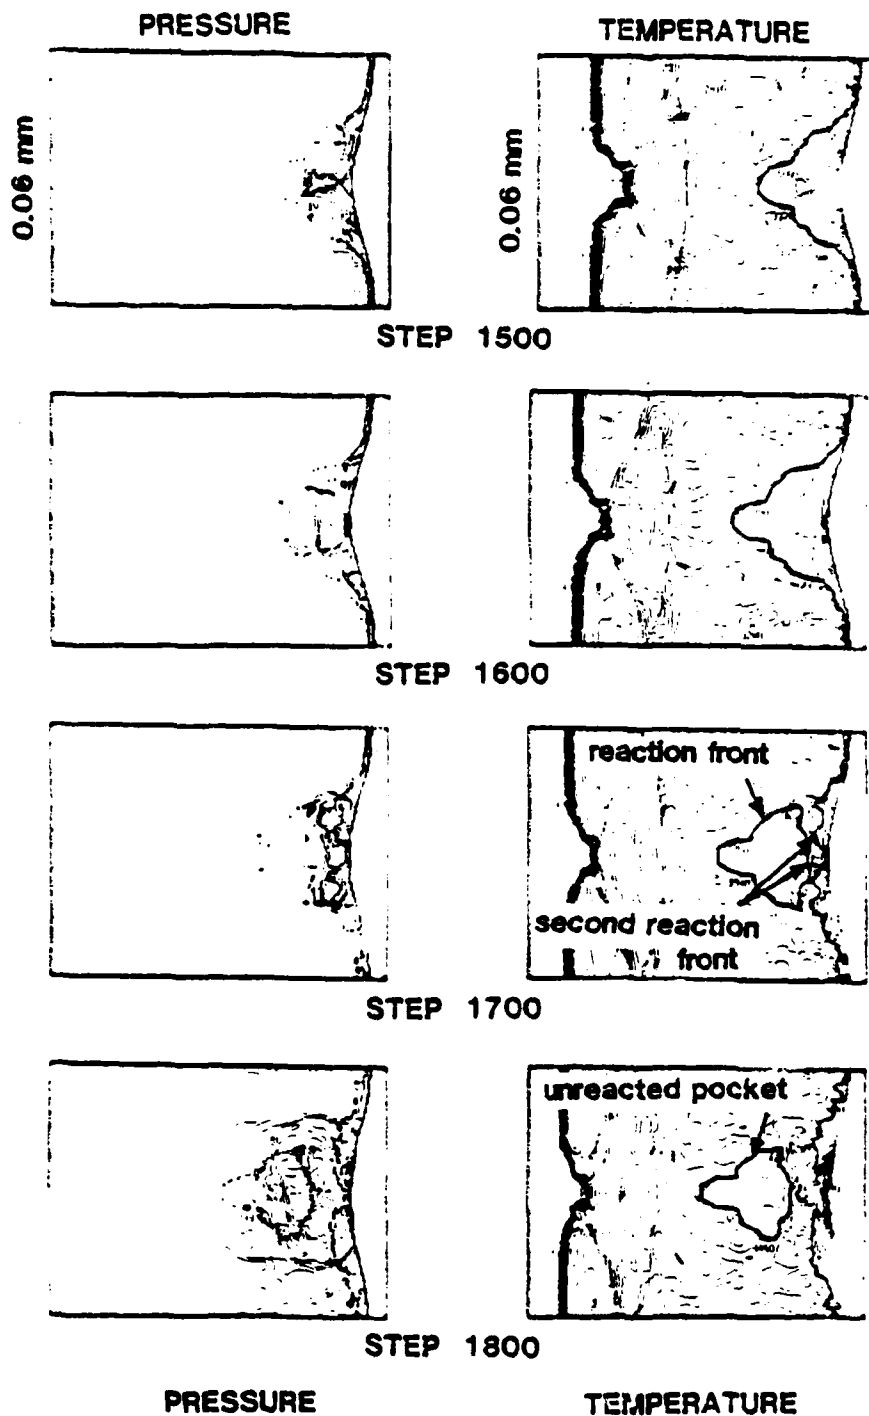 PRESSURE
TEMPERATURE
0.06 mm
0.06 mm
STEP 1500
STEP 1600
reaction front
second reaction
front
STEP 1700
unreacted pocket
STEP 1800
PRESSURE
TEMPERATURE